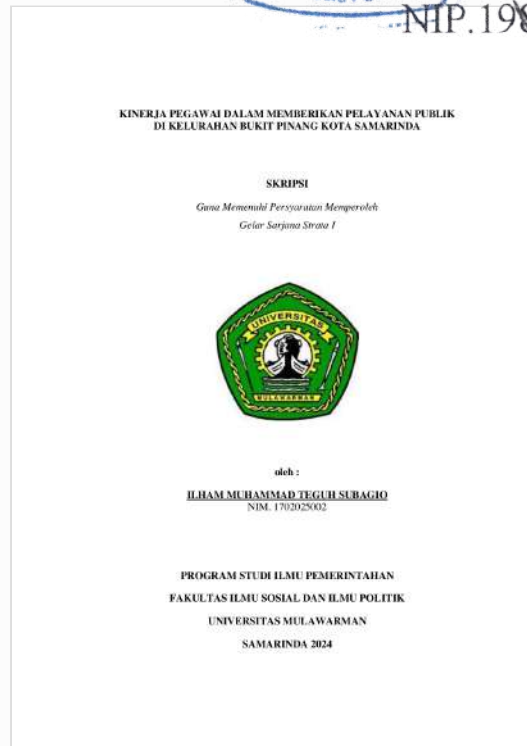 NIP.198
KINERJA PEGAWAI DALAM MEMBERIKAN PELAYANAN PUBLIK
DI KELURAHAN BUKIT PINANG KOTA SAMARINDA
SKRIPSI
Guna Memenuhi Persyaratan Memperoleh
Gelar Sarjana Strata 1
UNIVERSITAS
MULAWARMAN
oleh :
ILHAM MUHAMMAD TEGUH SUBAGIO
NIM. 1702025002
PROGRAM STUDI ILMU PEMERINTAHAN
FAKULTAS ILMU SOSIAL DAN ILMU POLITIK
UNIVERSITAS MULAWARMAN
SAMARINDA 2024